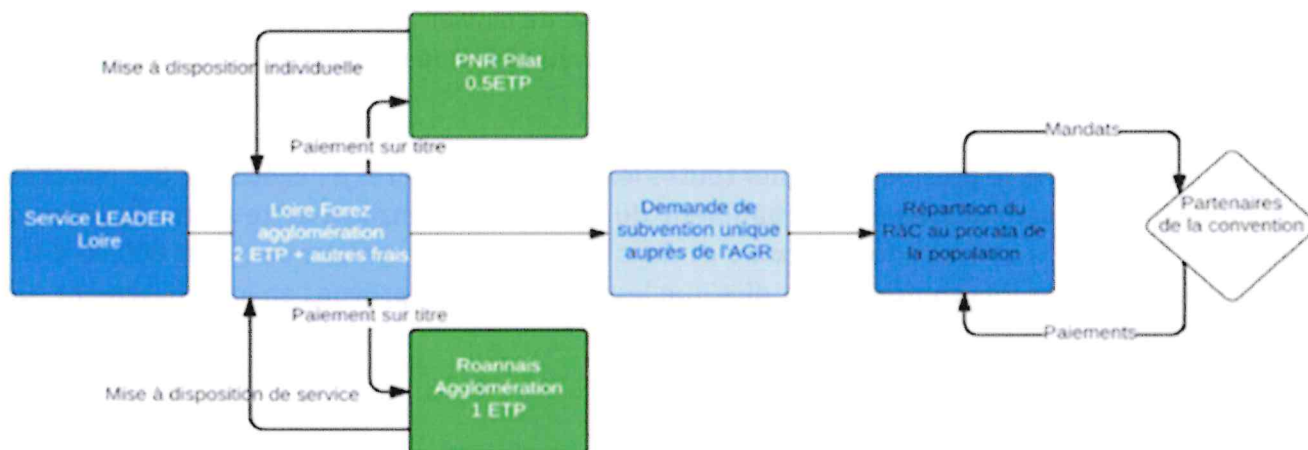 PNR Pilat
0.5ETP
Mise à disposition individuelle
Paiement sur titre
Service LEADER
Loire
Loire Forez
agglomération
2 ETP + autres frais
Paiement sur titre
Mise à disposition de service
Roannais
Agglomération
1 ETP
Demande de
subvention unique
auprès de l'AGR
Répartition du
RàC au prorata de
la population
Mandats
Partenaires
de la convention
Paiements